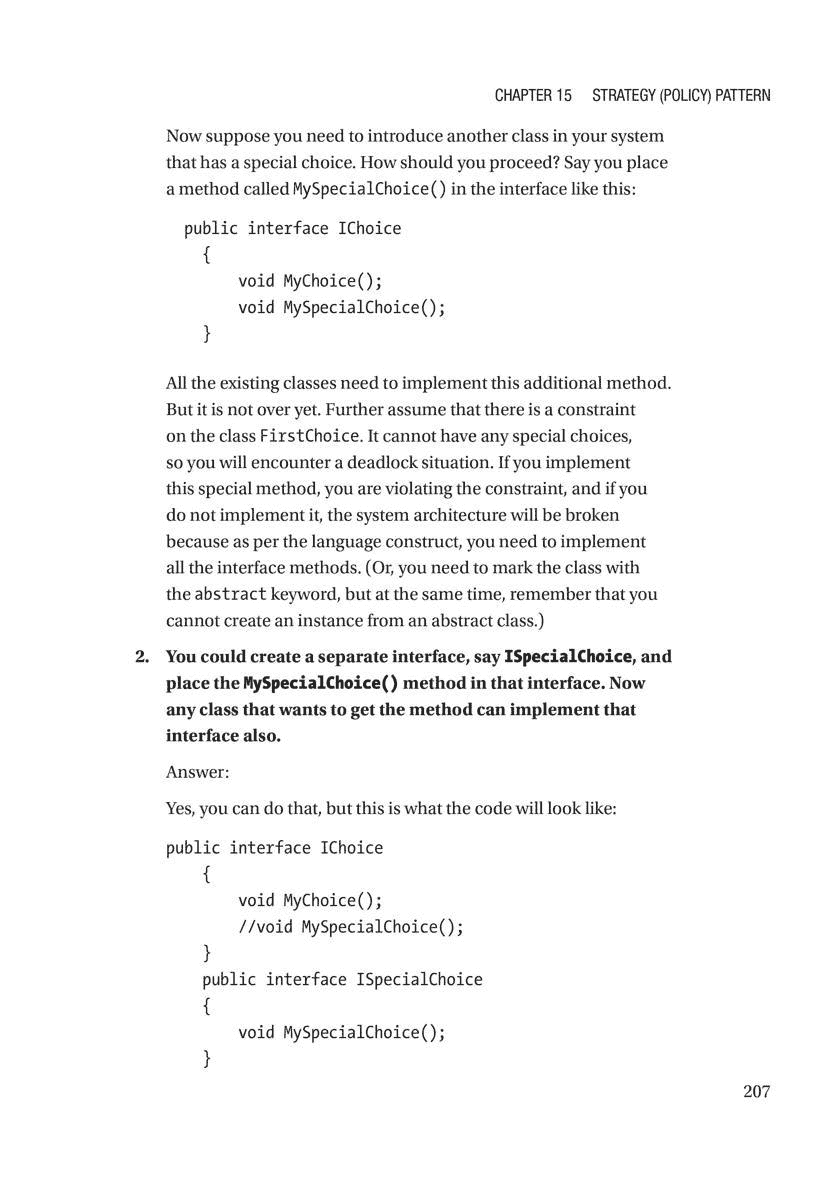 CHAPTER 15 STRATEGY (POLICY) PATTERN
Now suppose you need to introduce another class in your system
that has a special choice. How should you proceed? Say you place
a method called MySpecialChoice() in the interface like this:
public interface IChoice
{
void MyChoice();
void MySpecialChoice();
}
All the existing classes need to implement this additional method.
But it is not over yet. Further assume that there is a constraint
on the class FirstChoice. It cannot have any special choices,
so you will encounter a deadlock situation. If you implement
this special method, you are violating the constraint, and if you
do not implement it, the system architecture will be broken
because as per the language construct, you need to implement
all the interface methods. (Or, you need to mark the class with
the abstract keyword, but at the same time, remember that you
cannot create an instance from an abstract class.)
2. You could create a separate interface, say ISpecialChoice, and
place the MySpecialChoice() method in that interface. Now
any class that wants to get the method can implement that
interface also.
Answer:
Yes, you can do that, but this is what the code will look like:
public interface IChoice
{
void MyChoice();
//void MySpecialChoice();
}
public interface ISpecialChoice
{
void MySpecialChoice();
}
207